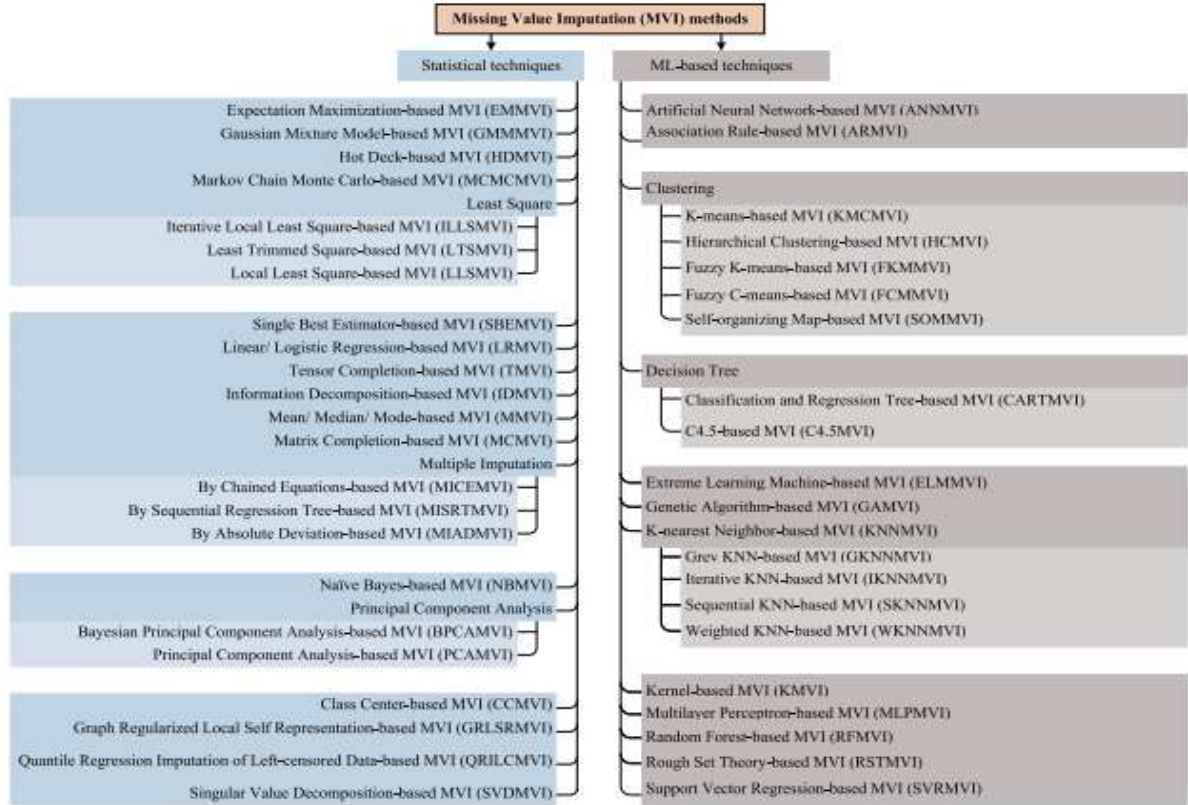 Missing Value Imputation (MVI) methods
Statistical techniques
Expectation Maximization-based MVI (EMMVI)
Gaussian Mixture Model-based MVI (GMMMVI)
Hot Deck-based MVI (HDMVI)
Markov Chain Monte Carlo-based MVI (MCMCMVI)
Least Square
Iterative Local Least Square-based MVI (ILLSMVI)
Least Trimmed Square-based MVI (LTSMVI)
Local Least Square-based MVI (LLSMVI)
Single Best Estimator-based MVI (SBEMVI)
Linear/ Logistic Regression-based MVI (LRMVI)
Tensor Completion-based MVI (TMVI)
Information Decomposition-based MVI (IDMVI)
Mean/ Median/ Mode-based MVI (MMVI)
Matrix Completion-based MVI (MCMVI)
Multiple Imputation
By Chained Equations-based MVI (MICEMVI)
By Sequential Regression Tree-based MVI (MISRTMVI)
By Absolute Deviation-based MVI (MIADMVI)
Naïve Bayes-based MVI (NBMVI)
Principal Component Analysis
Bayesian Principal Component Analysis-based MVI (BPCAMVI)
Principal Component Analysis-based MVI (PCAMVI)
Class Center-based MVI (CCMVI)
Graph Regularized Local Self Representation-based MVI (GRLSRMVI)
Quantile Regression Imputation of Left-censored Data-based MVI (QRILCMVI)
Singular Value Decomposition-based MVI (SVDMVI)
ML-based techniques
Artificial Neural Network-based MVI (ANNMVI)
Association Rule-based MVI (ARMVI)
Clustering
K-means-based MVI (KMCMVI)
Hierarchical Clustering-based MVI (HCMVI)
Fuzzy K-means-based MVI (FKMMVI)
Fuzzy C-means-based MVI (FCMMVI)
Self-organizing Map-based MVI (SOMMVI)
Decision Tree
Classification and Regression Tree-based MVI (CARTMVI)
C4.5-based MVI (C4.5MVI)
Extreme Learning Machine-based MVI (ELMMVI)
Genetic Algorithm-based MVI (GAMVI)
K-nearest Neighbor-based MVI (KNNMVI)
Grey KNN-based MVI (GKNNMVI)
Iterative KNN-based MVI (IKNNMVI)
Sequential KNN-based MVI (SKNNMVI)
Weighted KNN-based MVI (WKNNMVI)
Kernel-based MVI (KMVI)
Multilayer Perceptron-based MVI (MLPMVI)
Random Forest-based MVI (RFMVI)
Rough Set Theory-based MVI (RSTMVI)
Support Vector Regression-based MVI (SVRMVI)